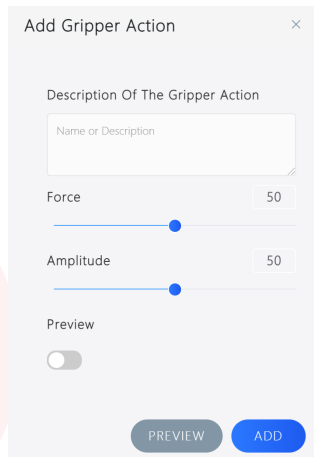 Add Gripper Action
Description Of The Gripper Action
Name or Description
Force 50
Amplitude 50
Preview
PREVIEW ADD